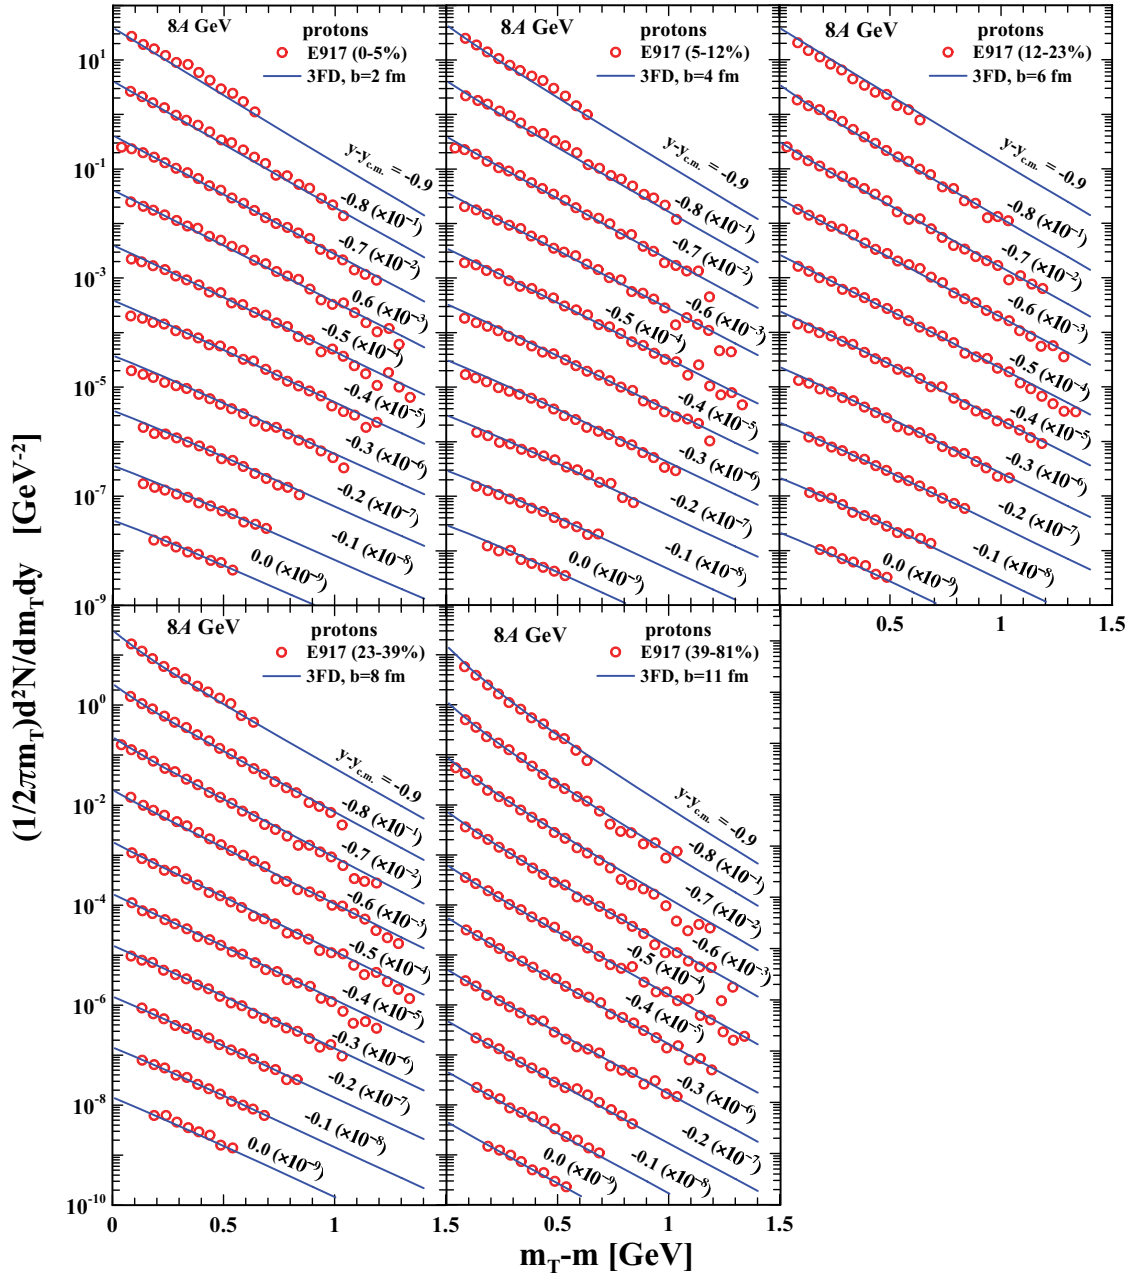 8A GeV
protons
E917 (0-5%)
3FD, b=2 fm
y-y_c.m. = -0.9
-0.8 (×10⁻¹)
-0.7 (×10⁻²)
0.6 (×10⁻³)
-0.5 (×10⁻⁴)
-0.4 (×10⁻⁵)
-0.3 (×10⁻⁶)
-0.2 (×10⁻⁷)
-0.1 (×10⁻⁸)
0.0 (×10⁻⁹)
8A GeV
protons
E917 (5-12%)
3FD, b=4 fm
y-y_c.m. = -0.9
-0.8 (×10⁻¹)
-0.7 (×10⁻²)
-0.6 (×10⁻³)
-0.5 (×10⁻⁴)
-0.4 (×10⁻⁵)
-0.3 (×10⁻⁶)
-0.2 (×10⁻⁷)
-0.1 (×10⁻⁸)
0.0 (×10⁻⁹)
8A GeV
protons
E917 (12-23%)
3FD, b=6 fm
y-y_c.m. = -0.9
-0.8 (×10⁻¹)
-0.7 (×10⁻²)
-0.6 (×10⁻³)
-0.5 (×10⁻⁴)
-0.4 (×10⁻⁵)
-0.3 (×10⁻⁶)
-0.2 (×10⁻⁷)
-0.1 (×10⁻⁸)
0.0 (×10⁻⁹)
10¹
10⁻¹
10⁻³
10⁻⁵
10⁻⁷
10⁻⁹
0.5 1 1.5
8A GeV
protons
E917 (23-39%)
3FD, b=8 fm
y-y_c.m. = -0.9
-0.8 (×10⁻¹)
-0.7 (×10⁻²)
-0.6 (×10⁻³)
-0.5 (×10⁻⁴)
-0.4 (×10⁻⁵)
-0.3 (×10⁻⁶)
-0.2 (×10⁻⁷)
-0.1 (×10⁻⁸)
0.0 (×10⁻⁹)
8A GeV
protons
E917 (39-81%)
3FD, b=11 fm
y-y_c.m. = -0.9
-0.8 (×10⁻¹)
-0.7 (×10⁻²)
-0.6 (×10⁻³)
-0.5 (×10⁻⁴)
-0.4 (×10⁻⁵)
-0.3 (×10⁻⁶)
-0.2 (×10⁻⁷)
-0.1 (×10⁻⁸)
0.0 (×10⁻⁹)
10⁰
10⁻²
10⁻⁴
10⁻⁶
10⁻⁸
10⁻¹⁰
0 0.5 1 1.5 0.5 1 1.5
m_T-m [GeV]
(1/2πm_T)d²N/dm_Tdy [GeV⁻²]